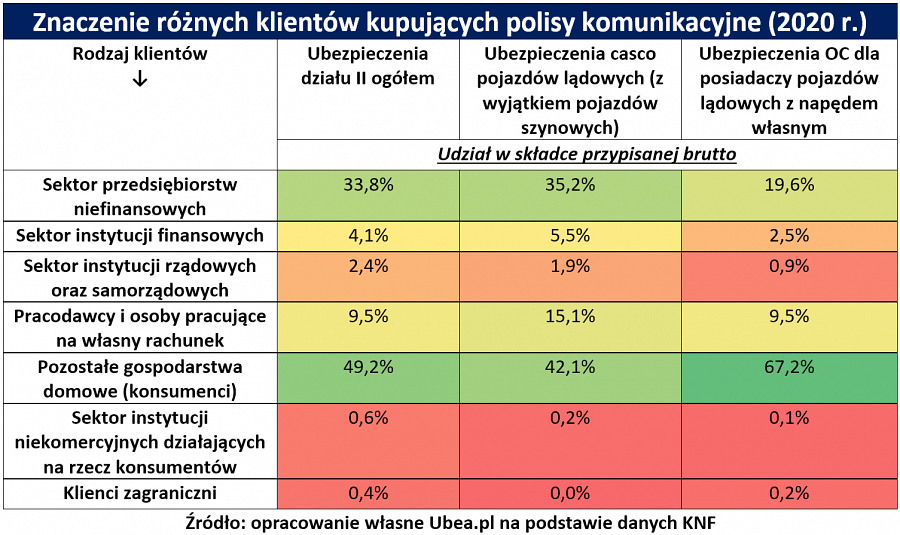 Znaczenie różnych klientów kupujących polisy komunikacyjne (2020 r.)
Rodzaj klientów
↓
Ubezpieczenia
działu II ogółem
Ubezpieczenia casco
pojazdów lądowych (z
wyjątkiem pojazdów
szynowych)
Ubezpieczenia OC dla
posiadaczy pojazdów
lądowych z napędem
własnym
Udział w składce przypisanej brutto
Sektor przedsiębiorstw
niefinansowych
33,8% 35,2% 19,6%
Sektor instytucji finansowych 4,1% 5,5% 2,5%
Sektor instytucji rządowych
oraz samorządowych
2,4% 1,9% 0,9%
Pracodawcy i osoby pracujące
na własny rachunek
9,5% 15,1% 9,5%
Pozostałe gospodarstwa
domowe (konsumenci)
49,2% 42,1% 67,2%
Sektor instytucji
niekomercyjnych działających
na rzecz konsumentów
0,6% 0,2% 0,1%
Klienci zagraniczni 0,4% 0,0% 0,2%
Źródło: opracowanie własne Ubea.pl na podstawie danych KNF